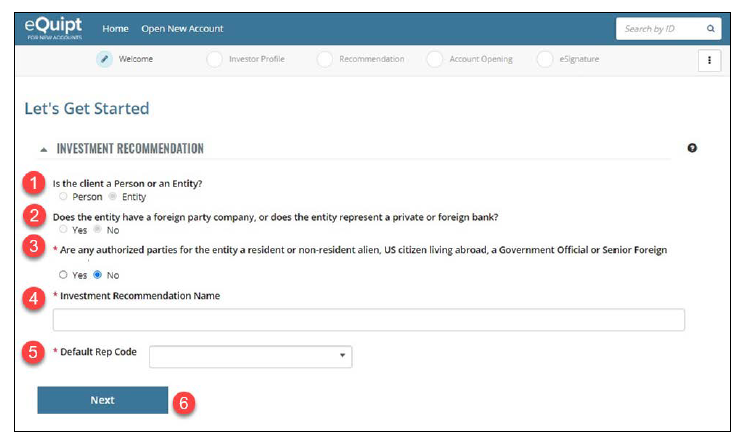 eQuipt
FOR NEW ACCOUNTS
Home
Open New Account
Search by ID
Welcome
Investor Profile
Recommendation
Account Opening
eSignature
Let's Get Started
INVESTMENT RECOMMENDATION
1 Is the client a Person or an Entity?
Person Entity
2 Does the entity have a foreign party company, or does the entity represent a private or foreign bank?
Yes No
3 * Are any authorized parties for the entity a resident or non-resident alien, US citizen living abroad, a Government Official or Senior Foreign
Yes No
4 * Investment Recommendation Name
5 * Default Rep Code
Next 6